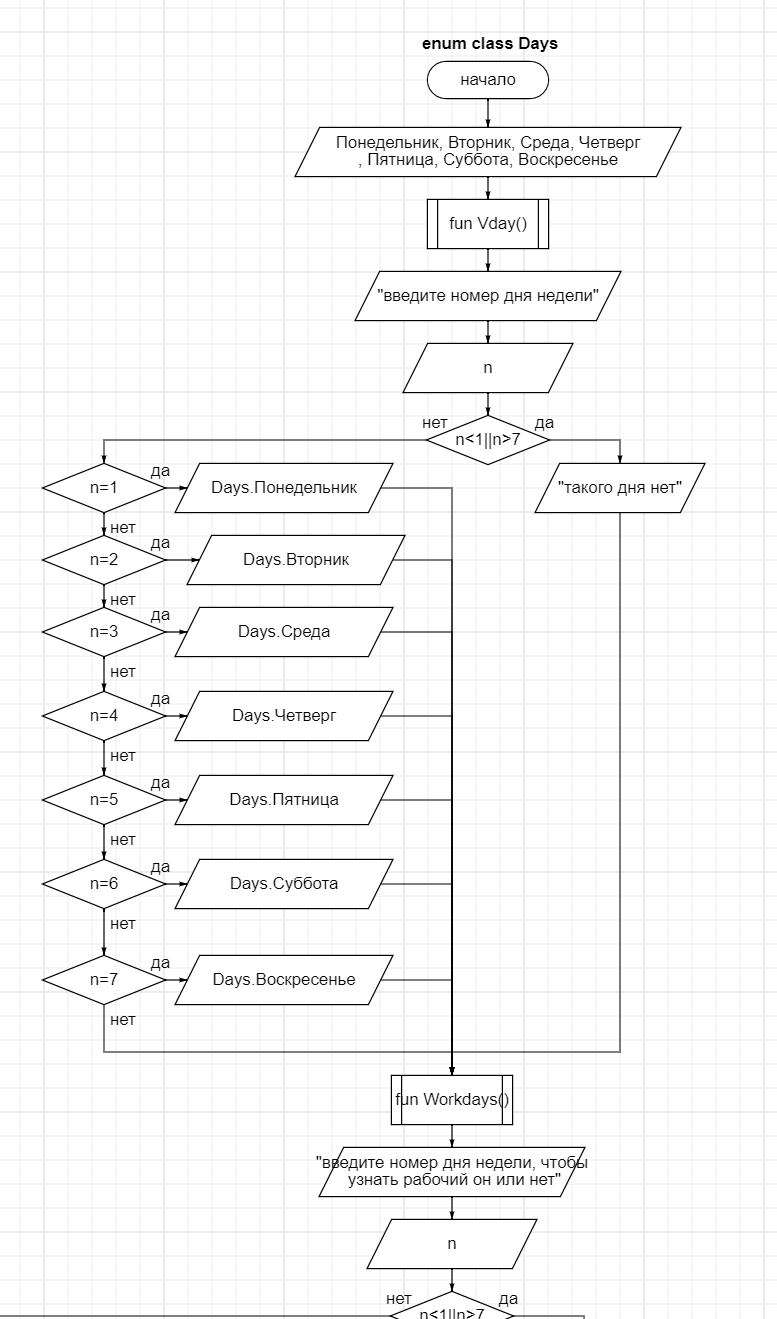 enum class Days
начало
Понедельник, Вторник, Среда, Четверг
, Пятница, Суббота, Воскресенье
fun Vday()
"введите номер дня недели"
n
нет
да
n<1||n>7
n=1
да
Days.Понедельник
"такого дня нет"
нет
n=2
да
Days.Вторник
нет
n=3
да
Days.Среда
нет
n=4
да
Days.Четверг
нет
n=5
да
Days.Пятница
нет
n=6
да
Days.Суббота
нет
n=7
да
Days.Воскресенье
нет
fun Workdays()
"введите номер дня недели, чтобы
узнать рабочий он или нет"
n
нет
да
n<1||n>7